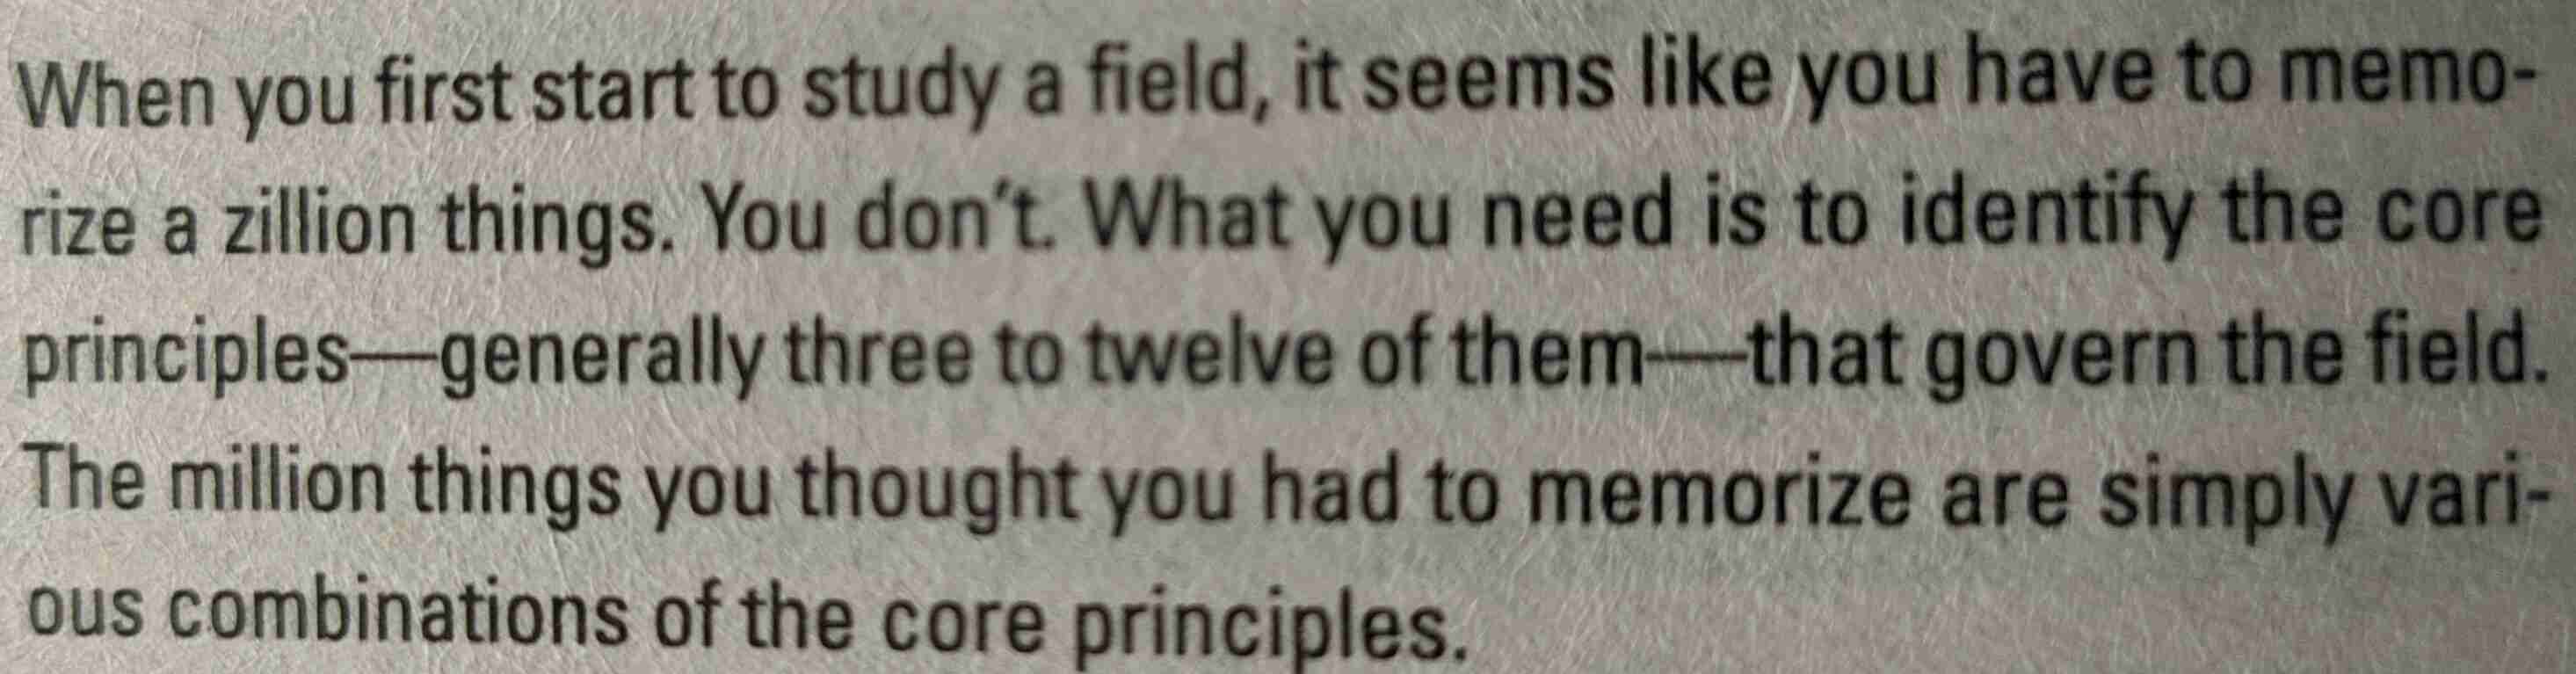 When you first start to study a field, it seems like you have to memo-
rize a zillion things. You don't. What you need is to identify the core
principles—generally three to twelve of them—that govern the field.
The million things you thought you had to memorize are simply vari-
ous combinations of the core principles.